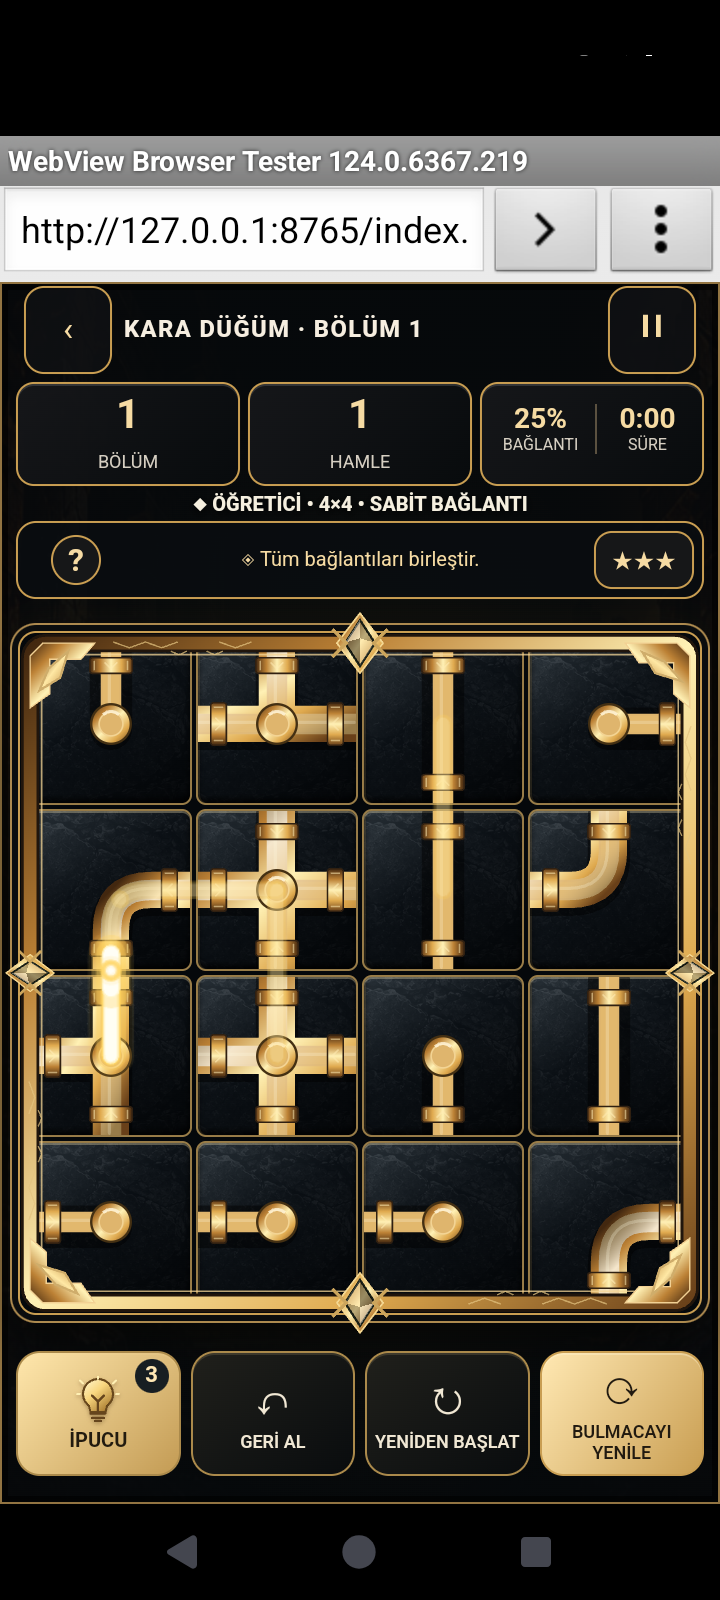 WebView Browser Tester 124.0.6367.219
http://127.0.0.1:8765/index.
KARA DÜĞÜM · BÖLÜM 1
1
BÖLÜM
1
HAMLE
25%
BAĞLANTI
0:00
SÜRE
◆ ÖĞRETİCİ • 4×4 • SABİT BAĞLANTI
?
◈ Tüm bağlantıları birleştir.
★★★
3
İPUCU
GERİ AL
YENİDEN BAŞLAT
BULMACAYI
YENİLE